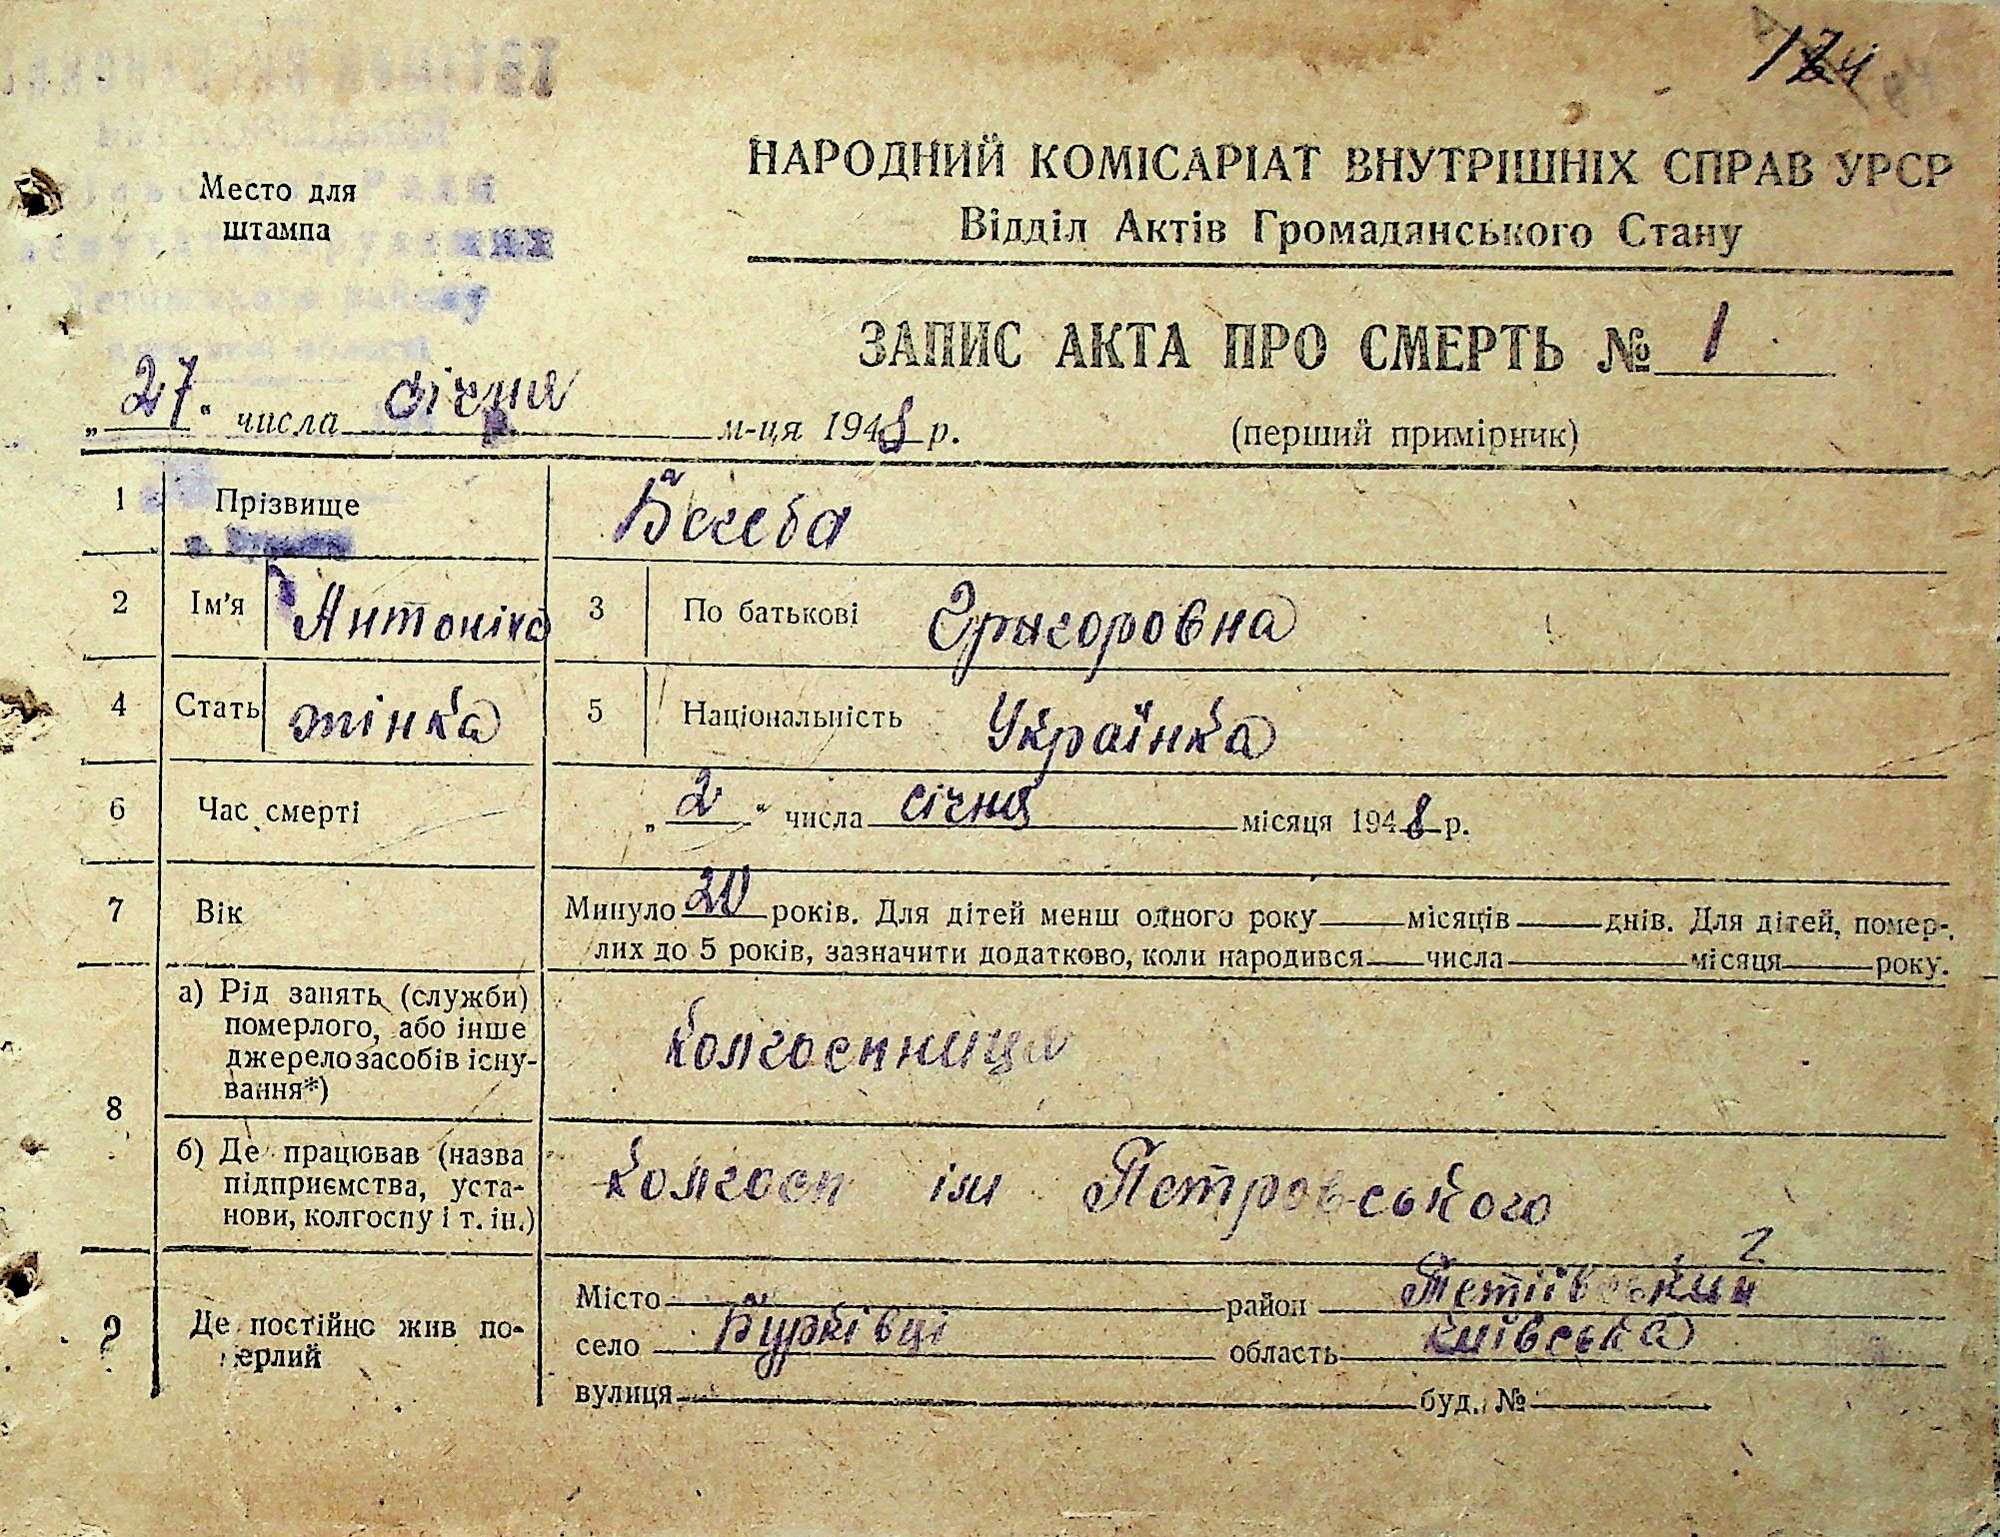 Место для
штампа
НАРОДНИЙ КОМІСАРІАТ ВНУТРІШНІХ СПРАВ УРСР
Відділ Актів Громадянського Стану
ЗАПИС АКТА ПРО СМЕРТЬ № 1
„27“ числа січня м-ця 1948 р.
(перший примірник)
1 Прізвище
2 Ім'я Антоніна 3 По батькові Григоровна
4 Стать жінка 5 Національність Українка
6 Час смерті „2“ числа січня місяця 1948 р.
7 Вік Минуло 20 років. Для дітей менш одного року місяців днів. Для дітей, помер-
лих до 5 років, зазначити додатково, коли народився числа місяця року.
8 а) Рід занять (служби)
померлого, або інше
джерело засобів існу-
вання*)
Колгоспниця
б) Де працював (назва
підприємства, уста-
нови, колгоспу і т. ін.)
Колгосп ім Петровського
9 Де постійно жив по-
мерлий
Місто район Тетіївський
село Бурківці область Київська
вулиця буд. №